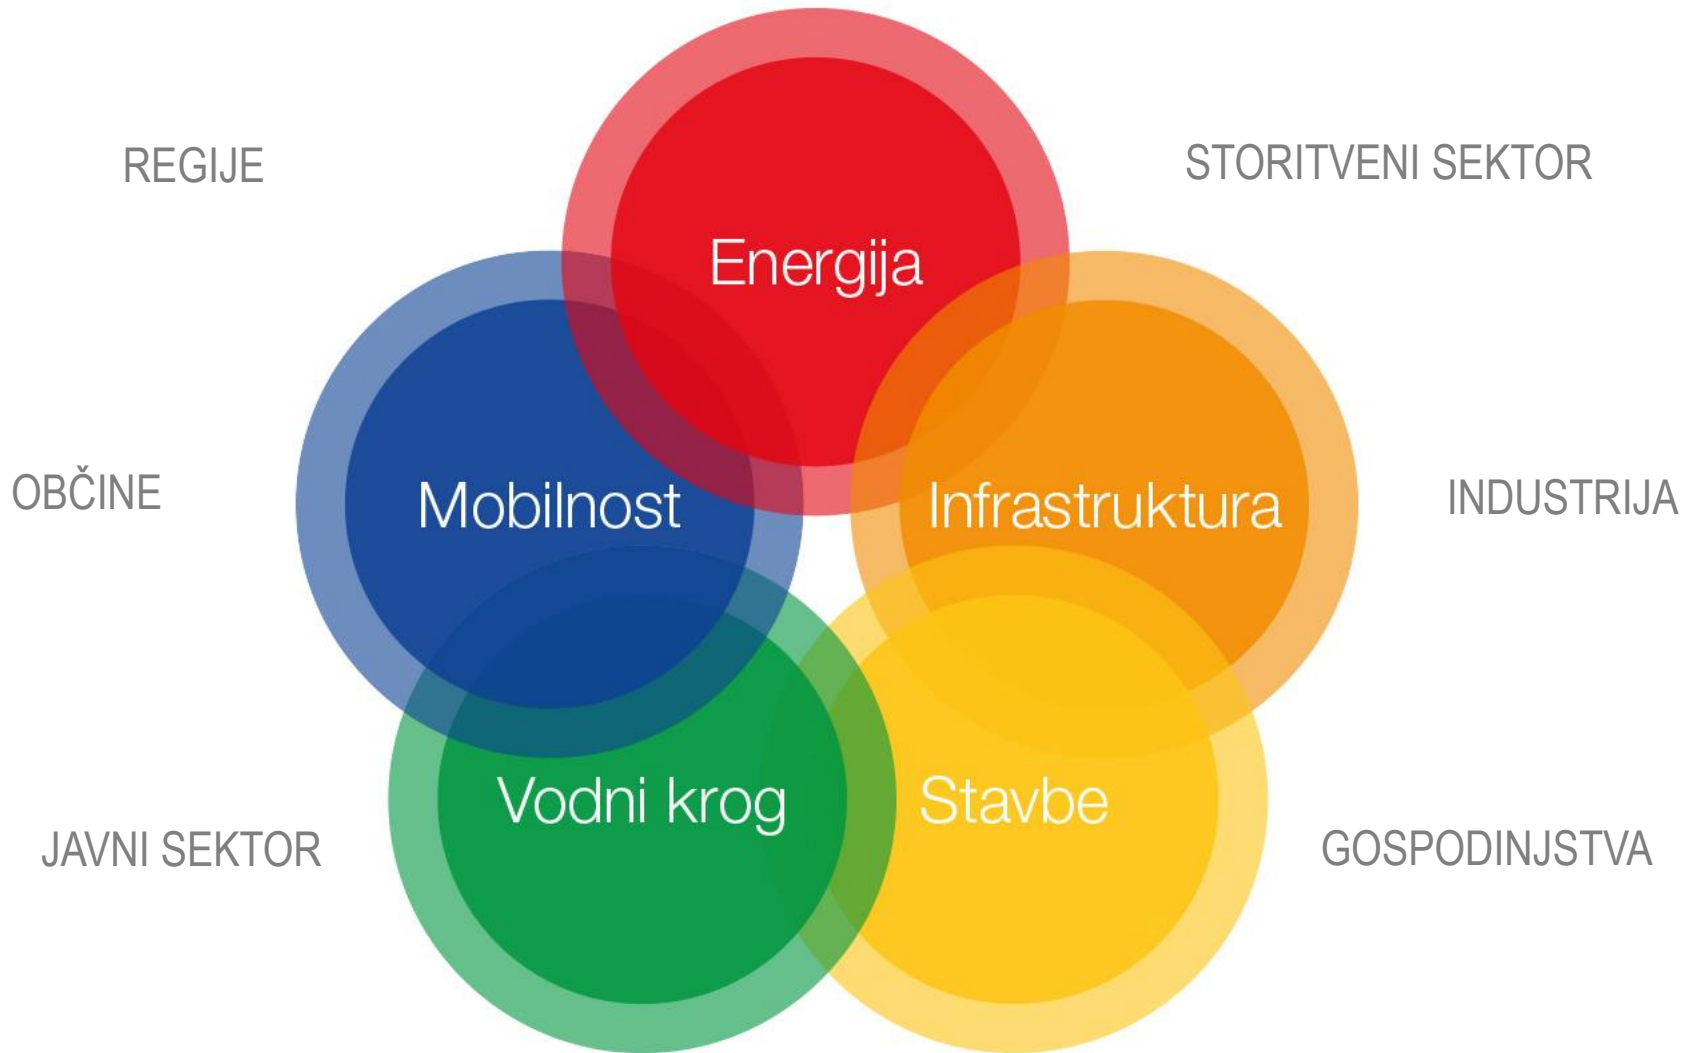 REGIJE
STORITVENI SEKTOR
Energija
OBČINE
Mobilnost
Infrastruktura
INDUSTRIJA
Vodni krog
Stavbe
JAVNI SEKTOR
GOSPODINJSTVA